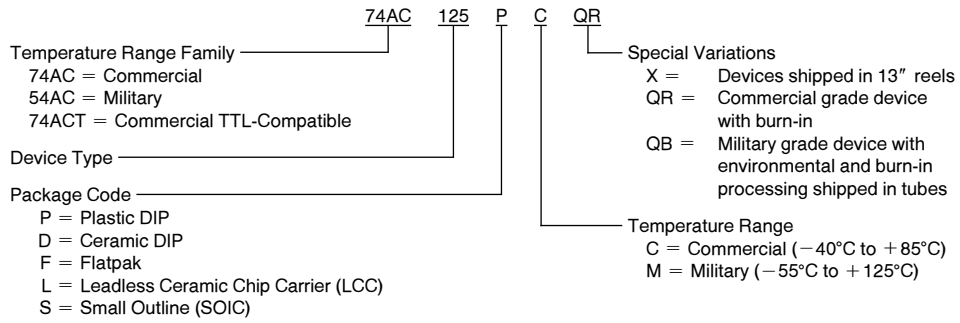 74AC 125 P C QR
Temperature Range Family
74AC = Commercial
54AC = Military
74ACT = Commercial TTL-Compatible
Device Type
Package Code
P = Plastic DIP
D = Ceramic DIP
F = Flatpak
L = Leadless Ceramic Chip Carrier (LCC)
S = Small Outline (SOIC)
Special Variations
X = Devices shipped in 13″ reels
QR = Commercial grade device
with burn-in
QB = Military grade device with
environmental and burn-in
processing shipped in tubes
Temperature Range
C = Commercial (−40°C to +85°C)
M = Military (−55°C to +125°C)